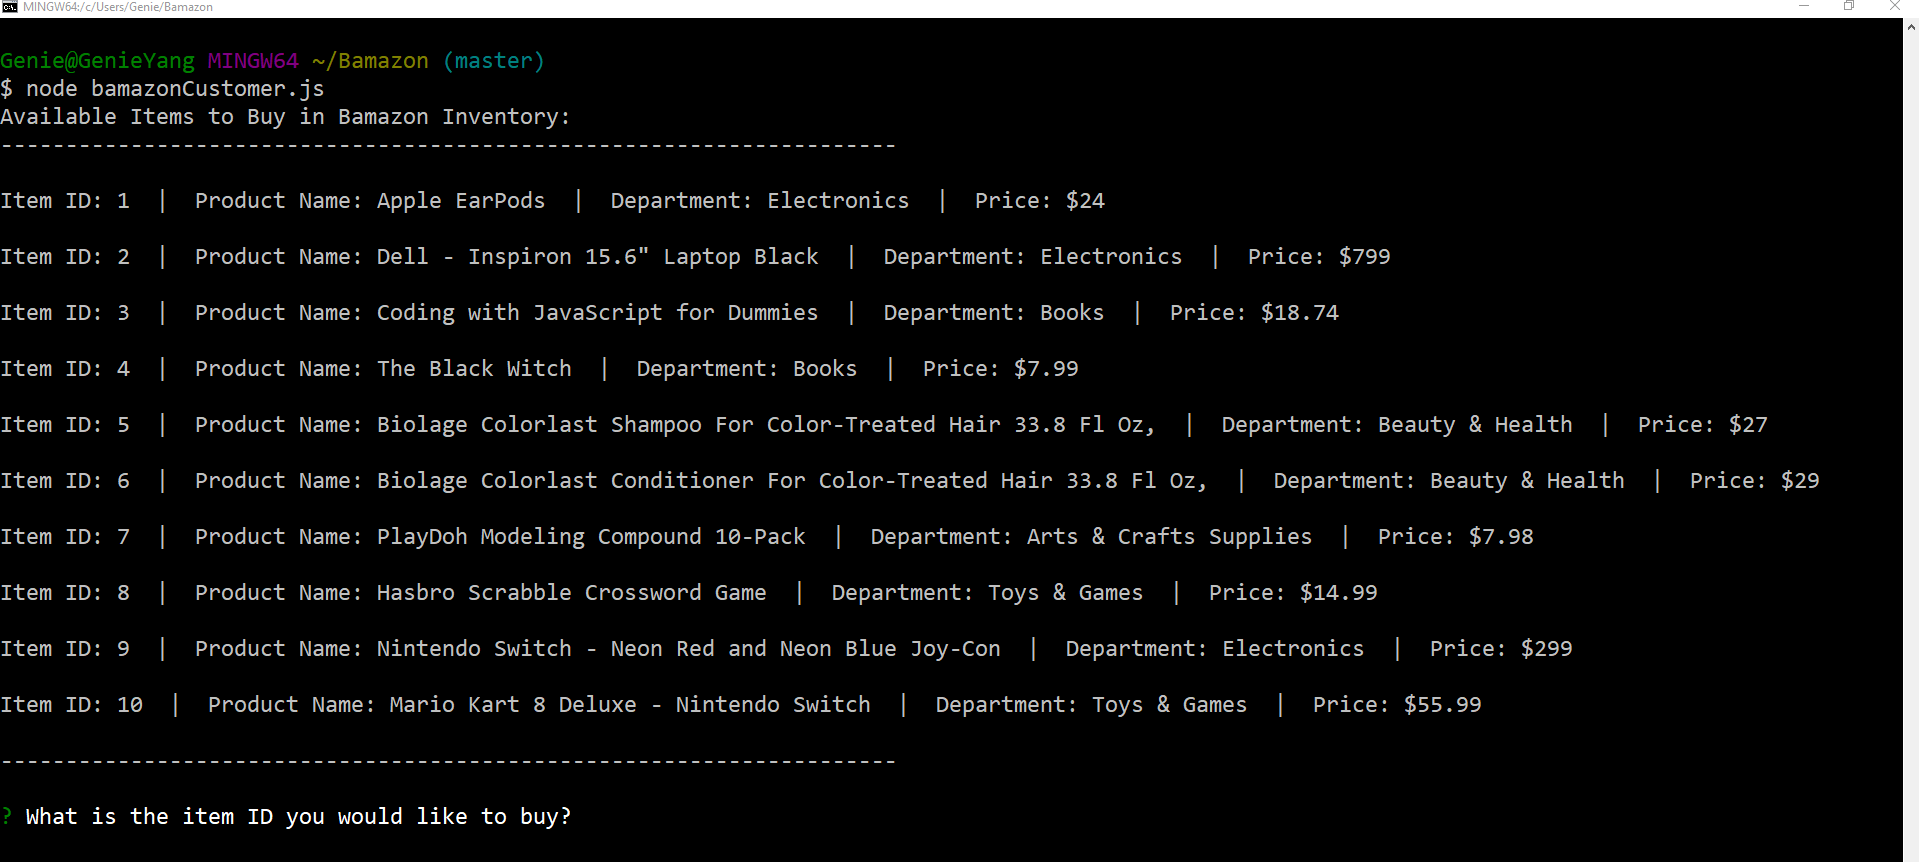 MINGW64:/c/Users/Genie/Bamazon
Genie@GenieYang MINGW64 ~/Bamazon (master)
$ node bamazonCustomer.js
Available Items to Buy in Bamazon Inventory:
---------------------------------------------------------------------
Item ID: 1  |  Product Name: Apple EarPods  |  Department: Electronics  |  Price: $24
Item ID: 2  |  Product Name: Dell - Inspiron 15.6" Laptop Black  |  Department: Electronics  |  Price: $799
Item ID: 3  |  Product Name: Coding with JavaScript for Dummies  |  Department: Books  |  Price: $18.74
Item ID: 4  |  Product Name: The Black Witch  |  Department: Books  |  Price: $7.99
Item ID: 5  |  Product Name: Biolage Colorlast Shampoo For Color-Treated Hair 33.8 Fl Oz,  |  Department: Beauty & Health  |  Price: $27
Item ID: 6  |  Product Name: Biolage Colorlast Conditioner For Color-Treated Hair 33.8 Fl Oz,  |  Department: Beauty & Health  |  Price: $29
Item ID: 7  |  Product Name: PlayDoh Modeling Compound 10-Pack  |  Department: Arts & Crafts Supplies  |  Price: $7.98
Item ID: 8  |  Product Name: Hasbro Scrabble Crossword Game  |  Department: Toys & Games  |  Price: $14.99
Item ID: 9  |  Product Name: Nintendo Switch - Neon Red and Neon Blue Joy-Con  |  Department: Electronics  |  Price: $299
Item ID: 10  |  Product Name: Mario Kart 8 Deluxe - Nintendo Switch  |  Department: Toys & Games  |  Price: $55.99
---------------------------------------------------------------------
? What is the item ID you would like to buy?